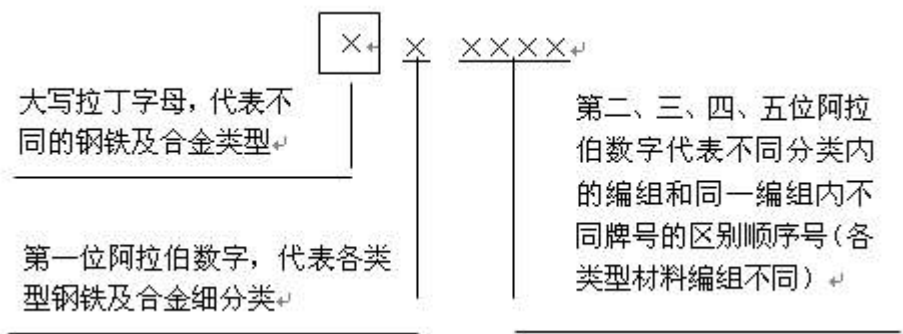 × × ××××
大写拉丁字母，代表不
同的钢铁及合金类型
第一位阿拉伯数字，代表各类
型钢铁及合金细分类
第二、三、四、五位阿拉
伯数字代表不同分类内
的编组和同一编组内不
同牌号的区别顺序号(各
类型材料编组不同)